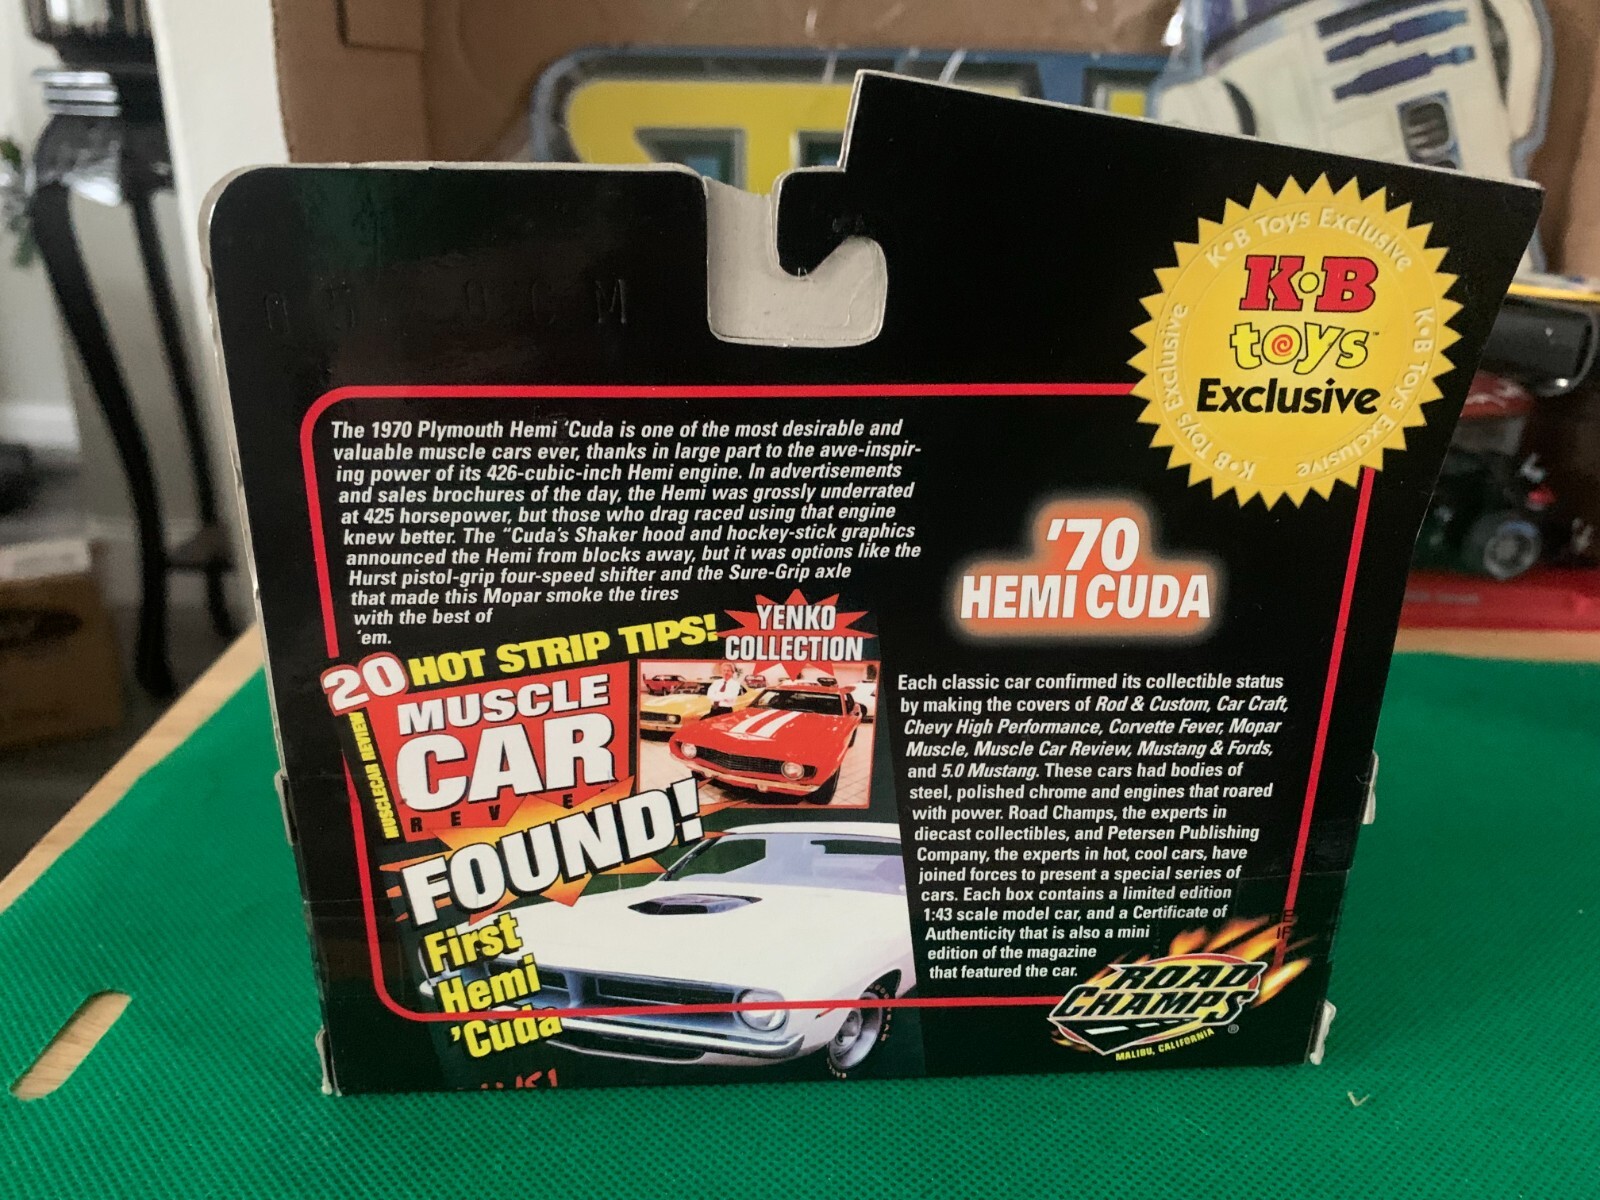 K•B Toys Exclusive
K•B Toys Exclusive
K•B Toys Exclusive
K•B
toys™
Exclusive
The 1970 Plymouth Hemi 'Cuda is one of the most desirable and
valuable muscle cars ever, thanks in large part to the awe-inspir-
ing power of its 426-cubic-inch Hemi engine. In advertisements
and sales brochures of the day, the Hemi was grossly underrated
at 425 horsepower, but those who drag raced using that engine
knew better. The "Cuda's Shaker hood and hockey-stick graphics
announced the Hemi from blocks away, but it was options like the
Hurst pistol-grip four-speed shifter and the Sure-Grip axle
that made this Mopar smoke the tires
with the best of
'em.
20 HOT STRIP TIPS!
YENKO
COLLECTION
MUSCLECAR REVIEW
MUSCLE
CAR
REVIE
FOUND!
First
Hemi
'Cuda
'70
HEMI CUDA
Each classic car confirmed its collectible status
by making the covers of Rod & Custom, Car Craft,
Chevy High Performance, Corvette Fever, Mopar
Muscle, Muscle Car Review, Mustang & Fords,
and 5.0 Mustang. These cars had bodies of
steel, polished chrome and engines that roared
with power. Road Champs, the experts in
diecast collectibles, and Petersen Publishing
Company, the experts in hot, cool cars, have
joined forces to present a special series of
cars. Each box contains a limited edition
1:43 scale model car, and a Certificate of
Authenticity that is also a mini
edition of the magazine
that featured the car.
ROAD
CHAMPS®
MALIBU, CALIFORNIA